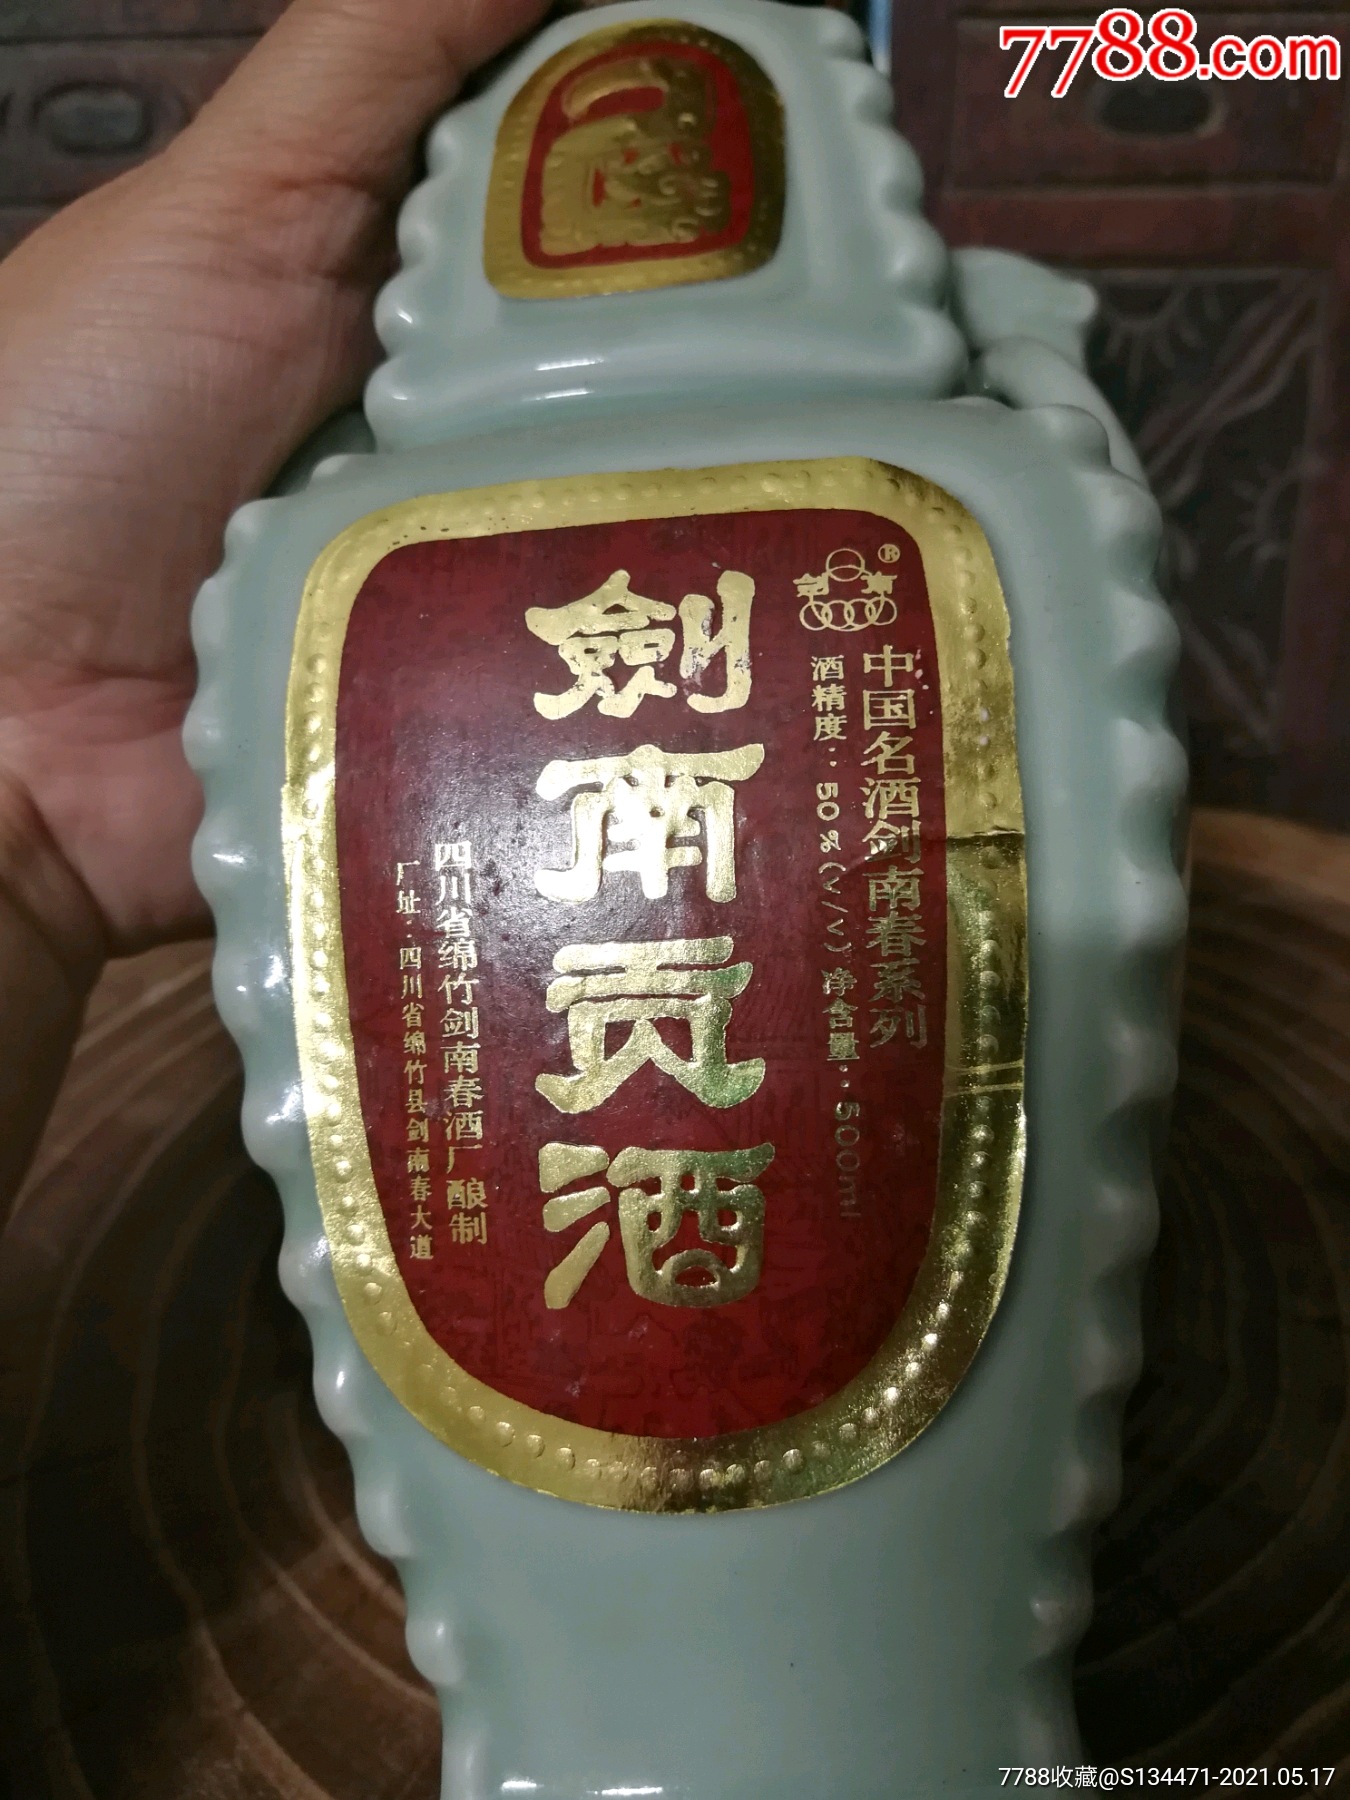 7788.com
剑南
®
中国名酒剑南春系列
酒精度：50%(V/V) 净含量：500ml
劍南贡酒
四川省绵竹剑南春酒厂酿制
厂址：四川省绵竹县剑南春大道
7788收藏@S134471-2021.05.17